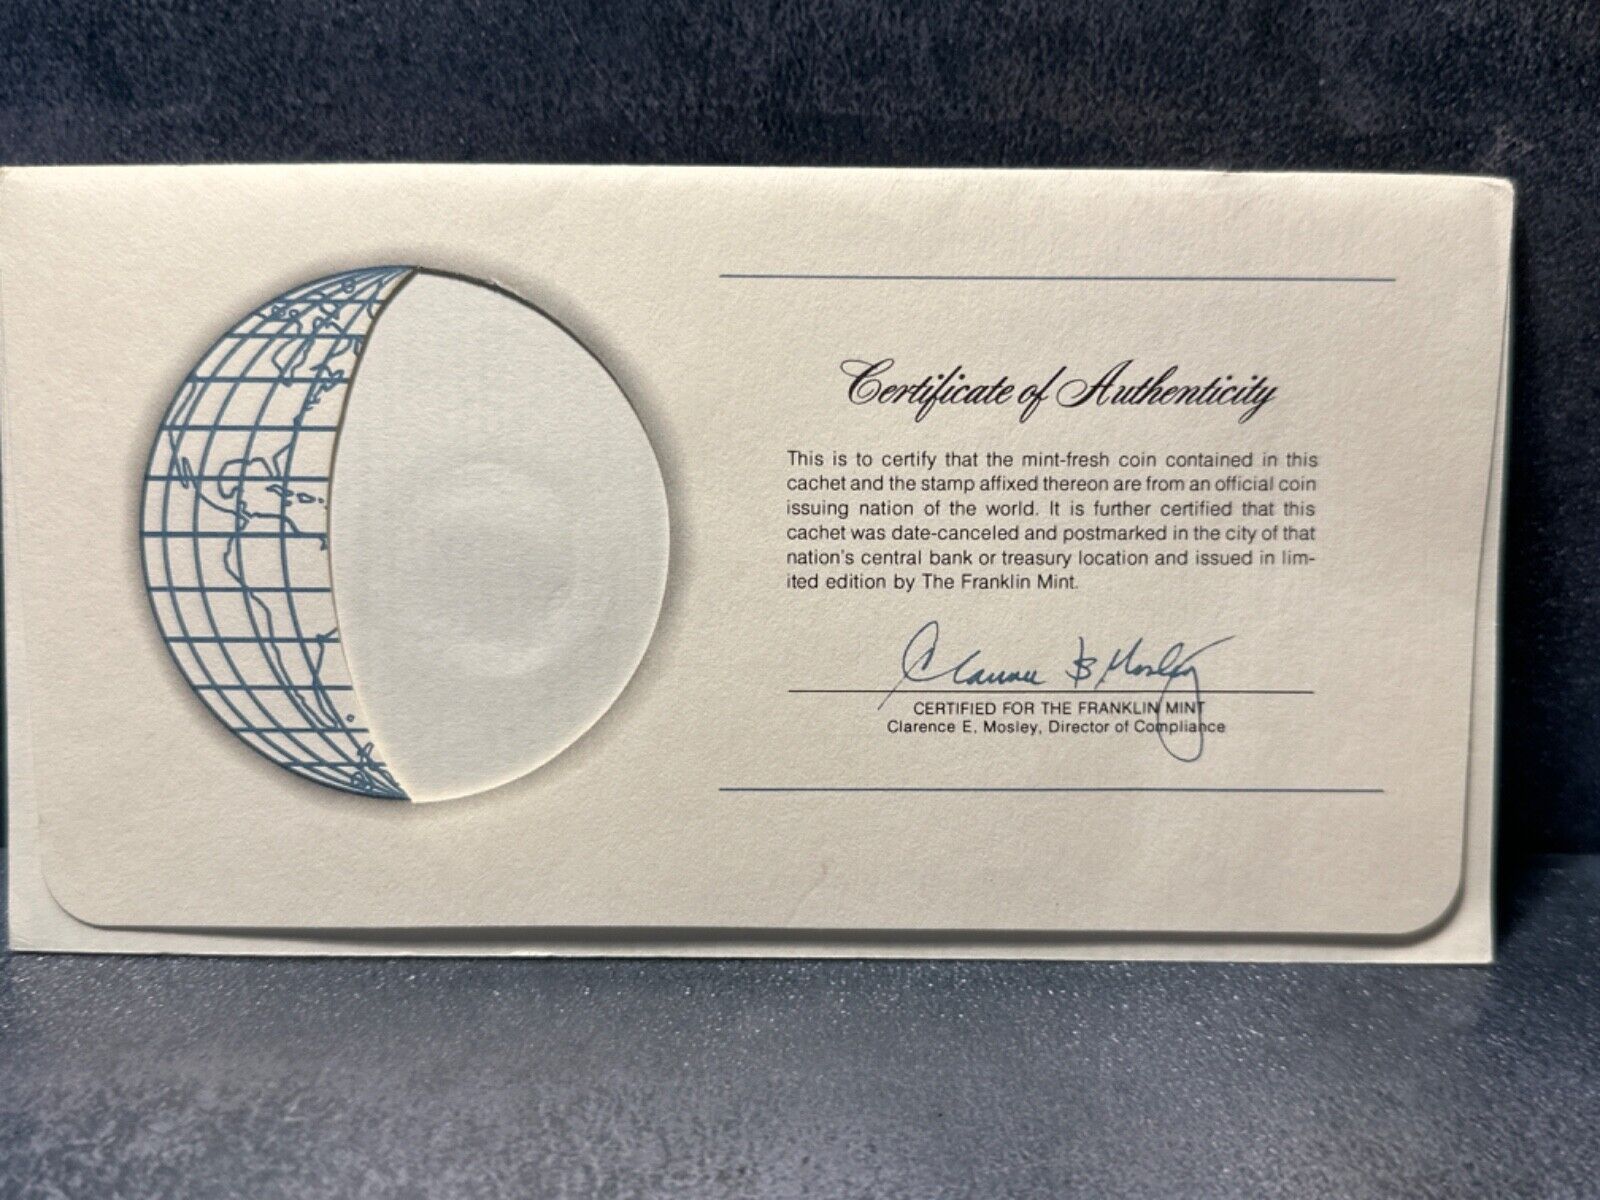 Certificate of Authenticity
This is to certify that the mint-fresh coin contained in this
cachet and the stamp affixed thereon are from an official coin
issuing nation of the world. It is further certified that this
cachet was date-canceled and postmarked in the city of that
nation's central bank or treasury location and issued in lim-
ited edition by The Franklin Mint.
Clarence E Mosley
CERTIFIED FOR THE FRANKLIN MINT
Clarence E. Mosley, Director of Compliance